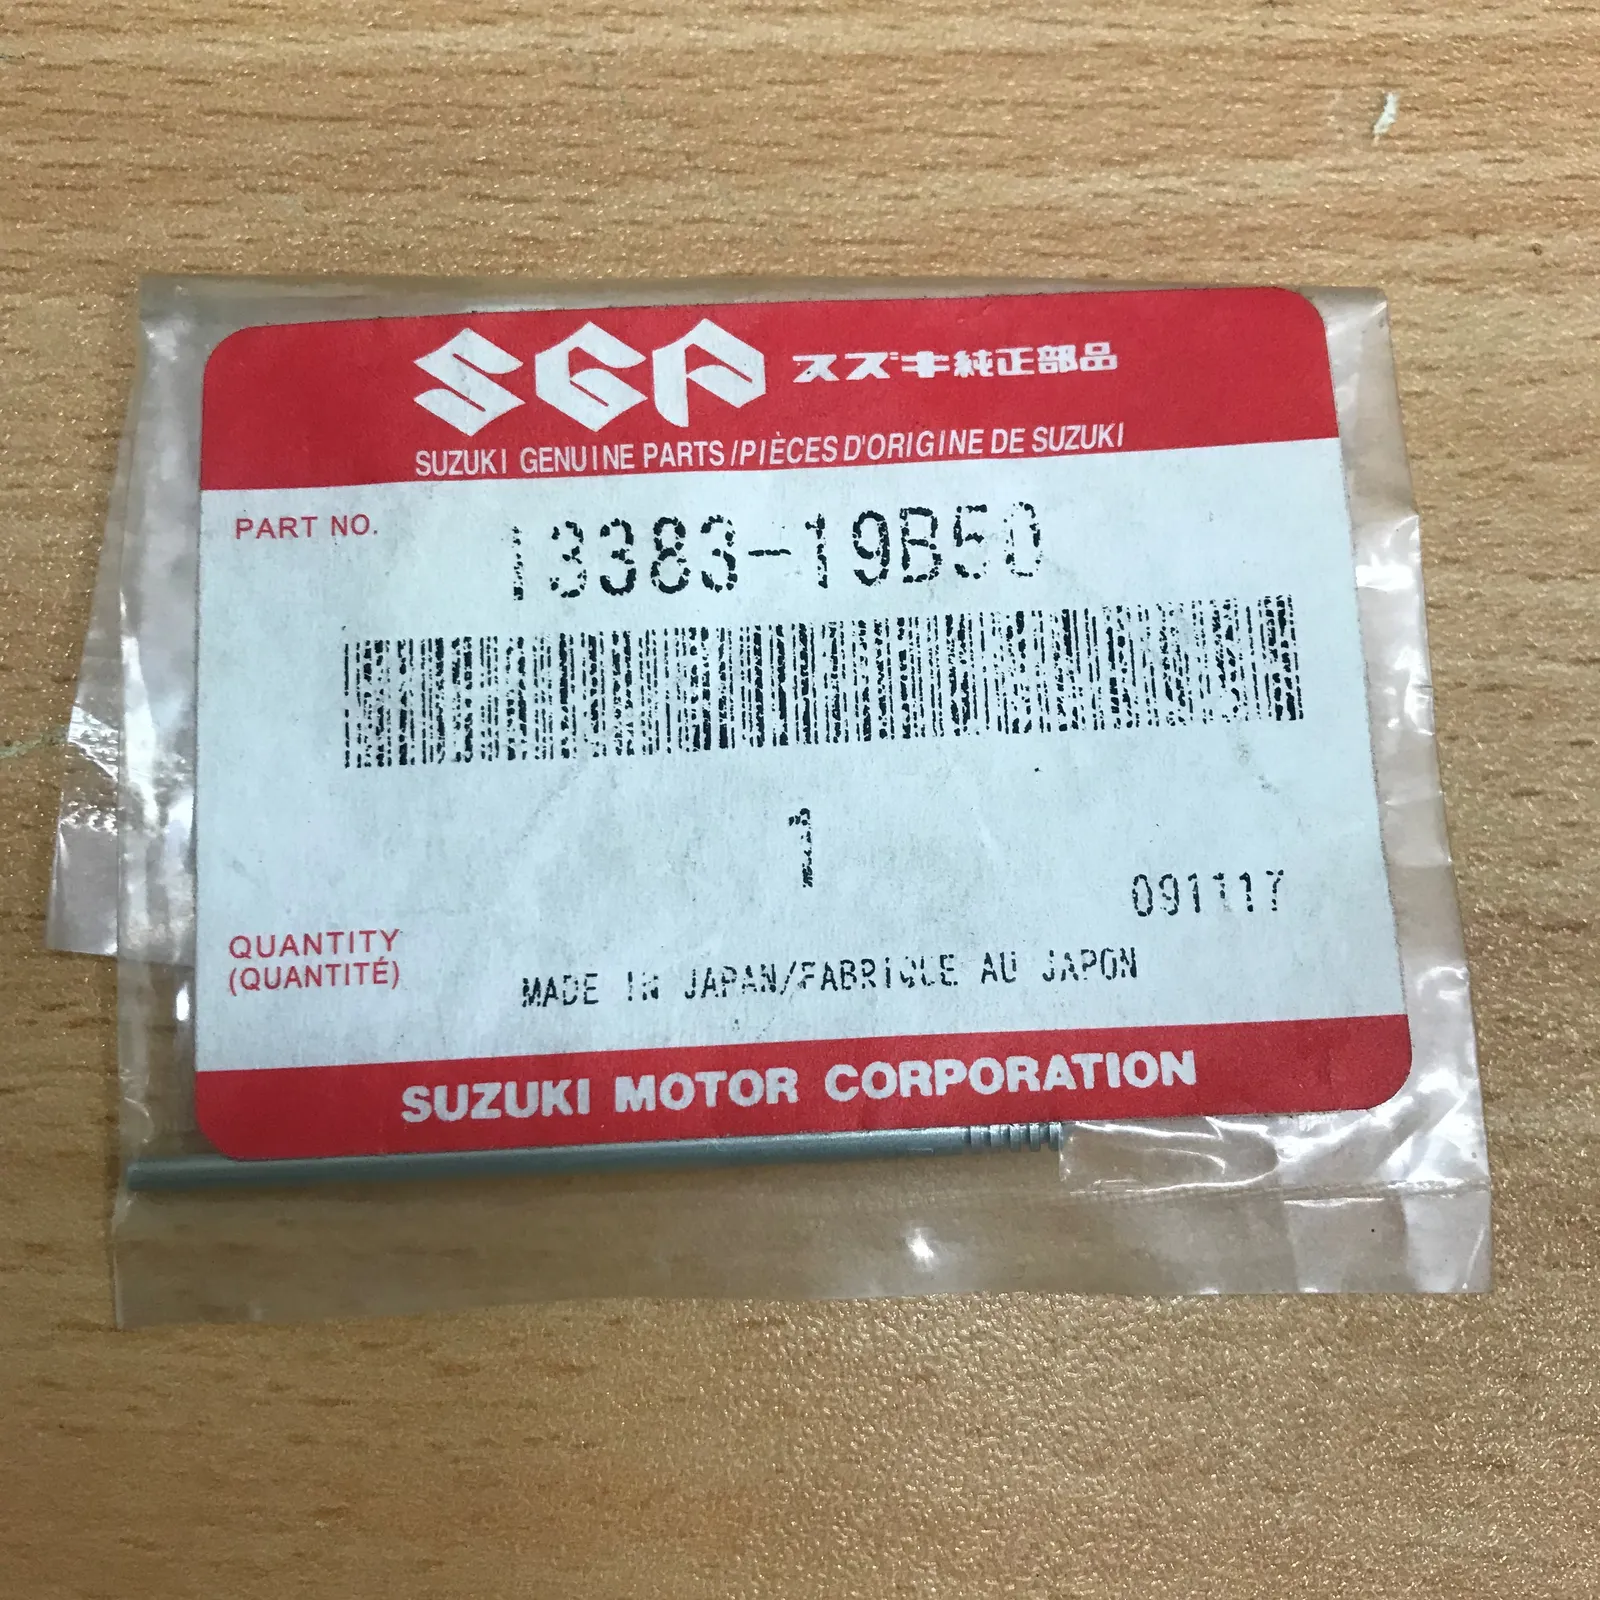 SGP スズキ純正部品
SUZUKI GENUINE PARTS/PIÈCES D'ORIGINE DE SUZUKI
PART NO. 13383-19B50
1
091117
QUANTITY
(QUANTITÉ)
MADE IN JAPAN/FABRIQUE AU JAPON
SUZUKI MOTOR CORPORATION